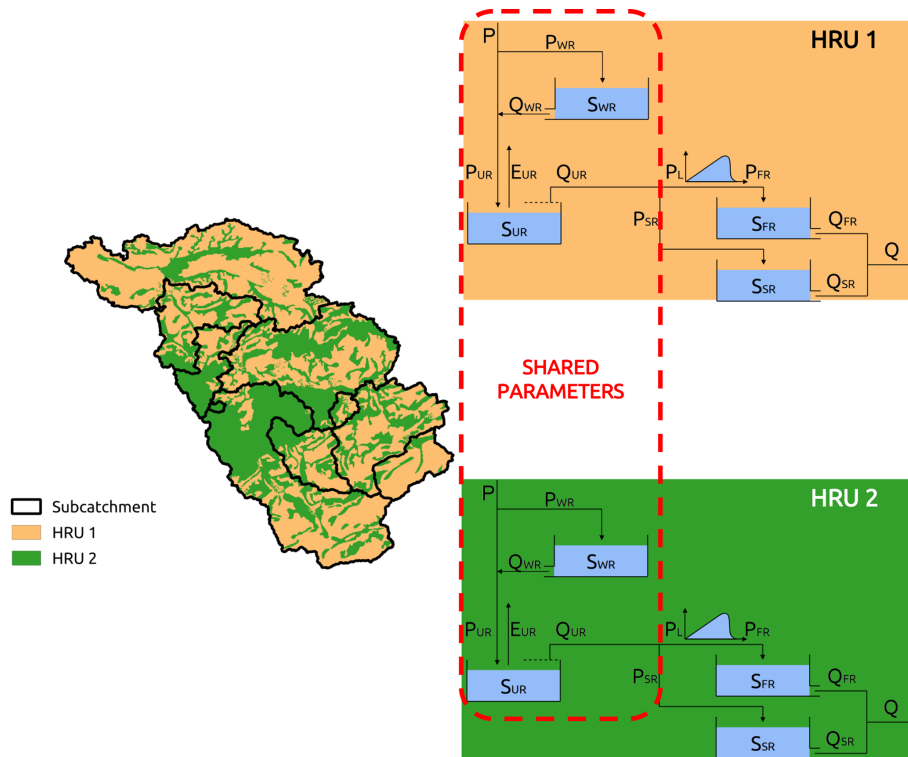 HRU 1
P
PWR
QWR
SWR
PUR
EUR
QUR
PL
PFR
SUR
PSR
SFR
QFR
Q
SSR
QSR
SHARED
PARAMETERS
Subcatchment
HRU 1
HRU 2
HRU 2
P
PWR
QWR
SWR
PUR
EUR
QUR
PL
PFR
SUR
PSR
SFR
QFR
Q
SSR
QSR